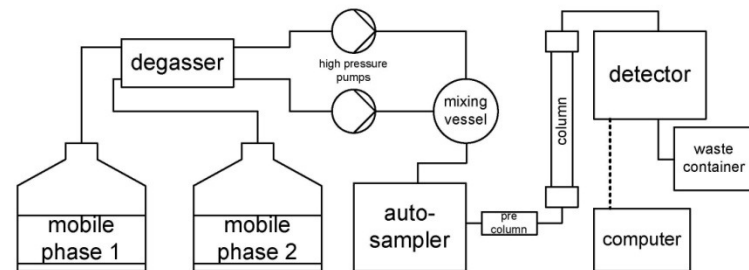 degasser
high pressure
pumps
mixing
vessel
column
detector
waste
container
mobile
phase 1
mobile
phase 2
auto-
sampler
pre
column
computer